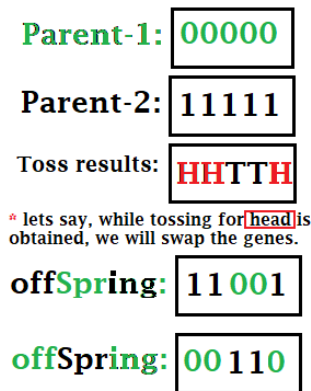 Parent-1: 00000
Parent-2: 11111
Toss results: HHTTH
* lets say, while tossing for head is
obtained, we will swap the genes.
offSpring: 11001
offSpring: 00110